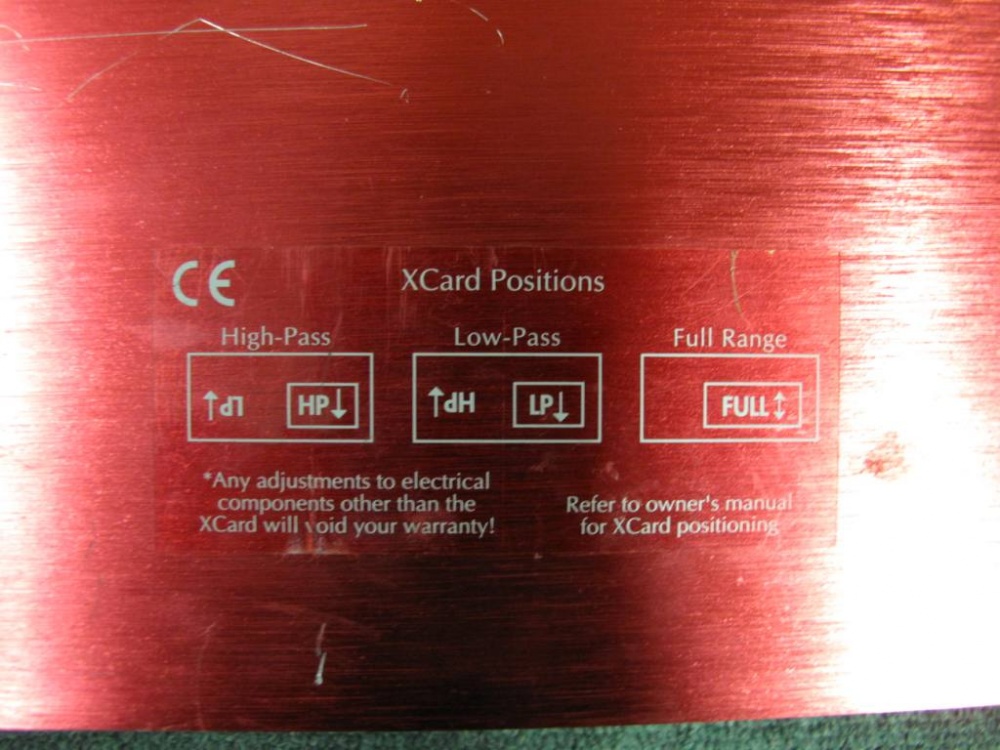 CE
XCard Positions
High-Pass
Low-Pass
Full Range
LP↑ HP↓
HP↑ LP↓
FULL↕
*Any adjustments to electrical
components other than the
XCard will void your warranty!
Refer to owner's manual
for XCard positioning